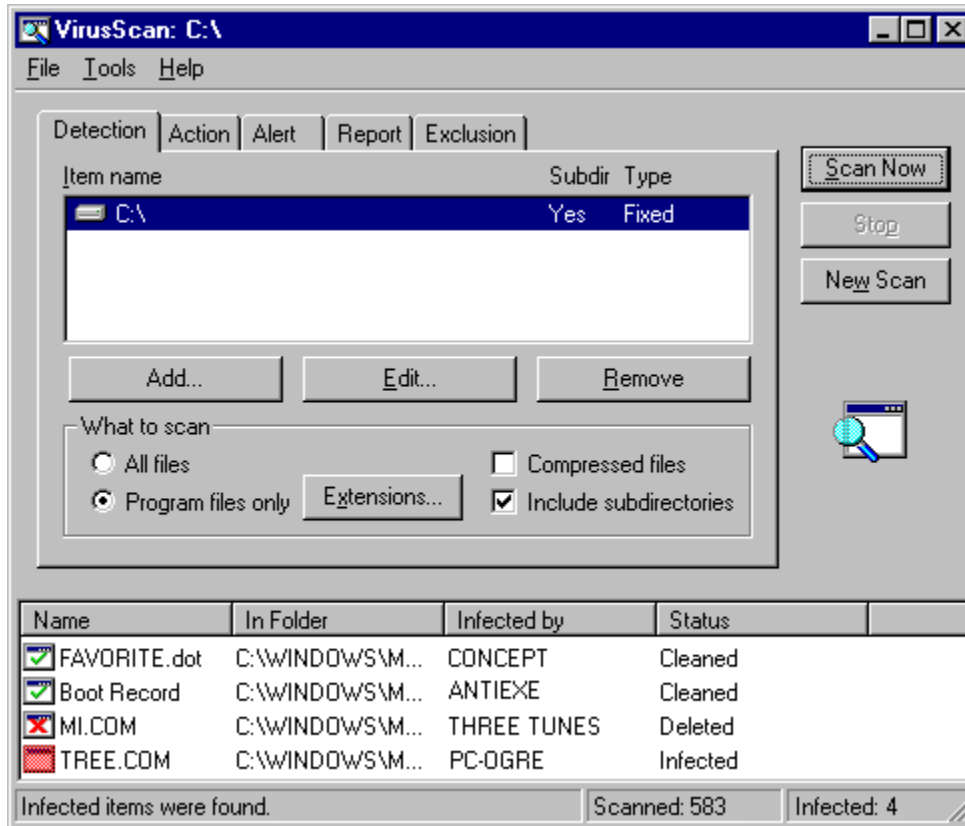 VirusScan: C:\
File Tools Help
Detection Action Alert Report Exclusion
Item name Subdir Type
C:\ Yes Fixed
Add... Edit... Remove
What to scan
All files
Program files only
Extensions...
Compressed files
Include subdirectories
Scan Now
Stop
New Scan
Name In Folder Infected by Status
FAVORITE.dot C:\WINDOWS\M... CONCEPT Cleaned
Boot Record C:\WINDOWS\M... ANTIEXE Cleaned
MI.COM C:\WINDOWS\M... THREE TUNES Deleted
TREE.COM C:\WINDOWS\M... PC-OGRE Infected
Infected items were found. Scanned: 583 Infected: 4